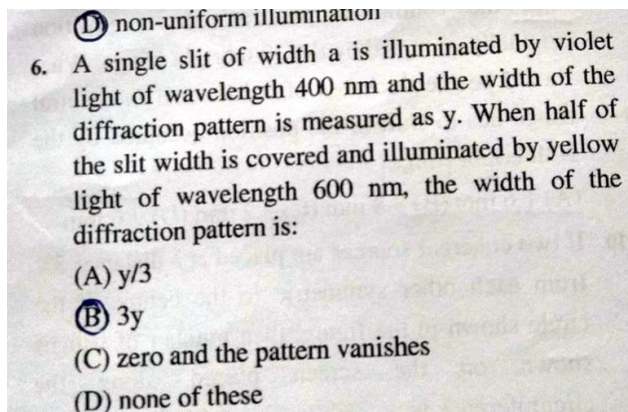 (D) non-uniform illumination
6. A single slit of width a is illuminated by violet
light of wavelength 400 nm and the width of the
diffraction pattern is measured as y. When half of
the slit width is covered and illuminated by yellow
light of wavelength 600 nm, the width of the
diffraction pattern is:
(A) y/3
(B) 3y
(C) zero and the pattern vanishes
(D) none of these